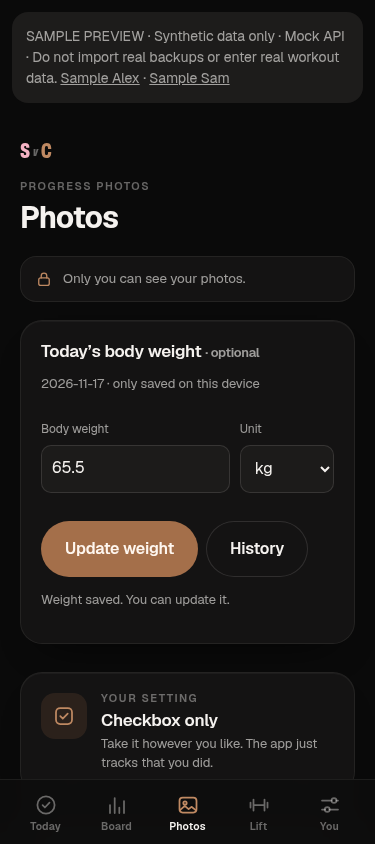 SAMPLE PREVIEW · Synthetic data only · Mock API
· Do not import real backups or enter real workout
data. Sample Alex · Sample Sam
S v C
PROGRESS PHOTOS
Photos
Only you can see your photos.
Today’s body weight · optional
2026-11-17 · only saved on this device
Body weight
Unit
65.5
kg
Update weight
History
Weight saved. You can update it.
YOUR SETTING
Checkbox only
Take it however you like. The app just
tracks that you did.
Today
Board
Photos
Lift
You